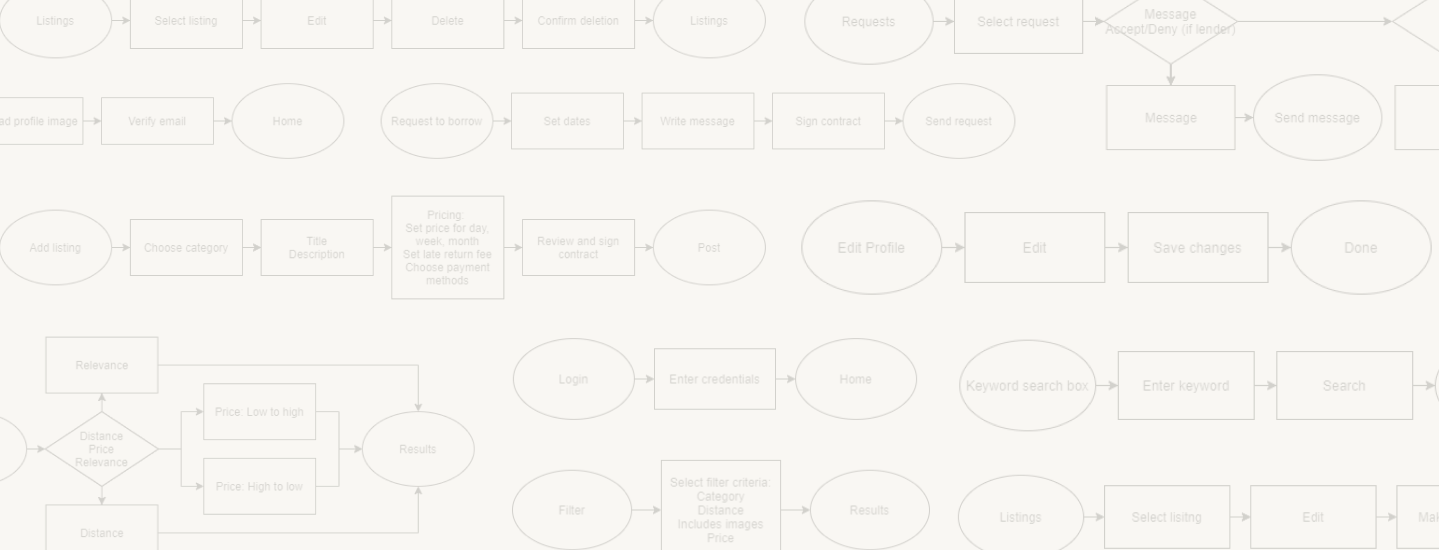 Listings
Select listing
Edit
Delete
Confirm deletion
Listings
Requests
Select request
Message
Accept/Deny (if lender)
ad profile image
Verify email
Home
Request to borrow
Set dates
Write message
Sign contract
Send request
Message
Send message
Add listing
Choose category
Title
Description
Pricing:
Set price for day,
week, month
Set late return fee
Choose payment
methods
Review and sign
contract
Post
Edit Profile
Edit
Save changes
Done
Relevance
Price: Low to high
Distance
Price
Relevance
Results
Price: High to low
Distance
Login
Enter credentials
Home
Keyword search box
Enter keyword
Search
Filter
Select filter criteria:
Category
Distance
Includes images
Price
Results
Listings
Select lisitng
Edit